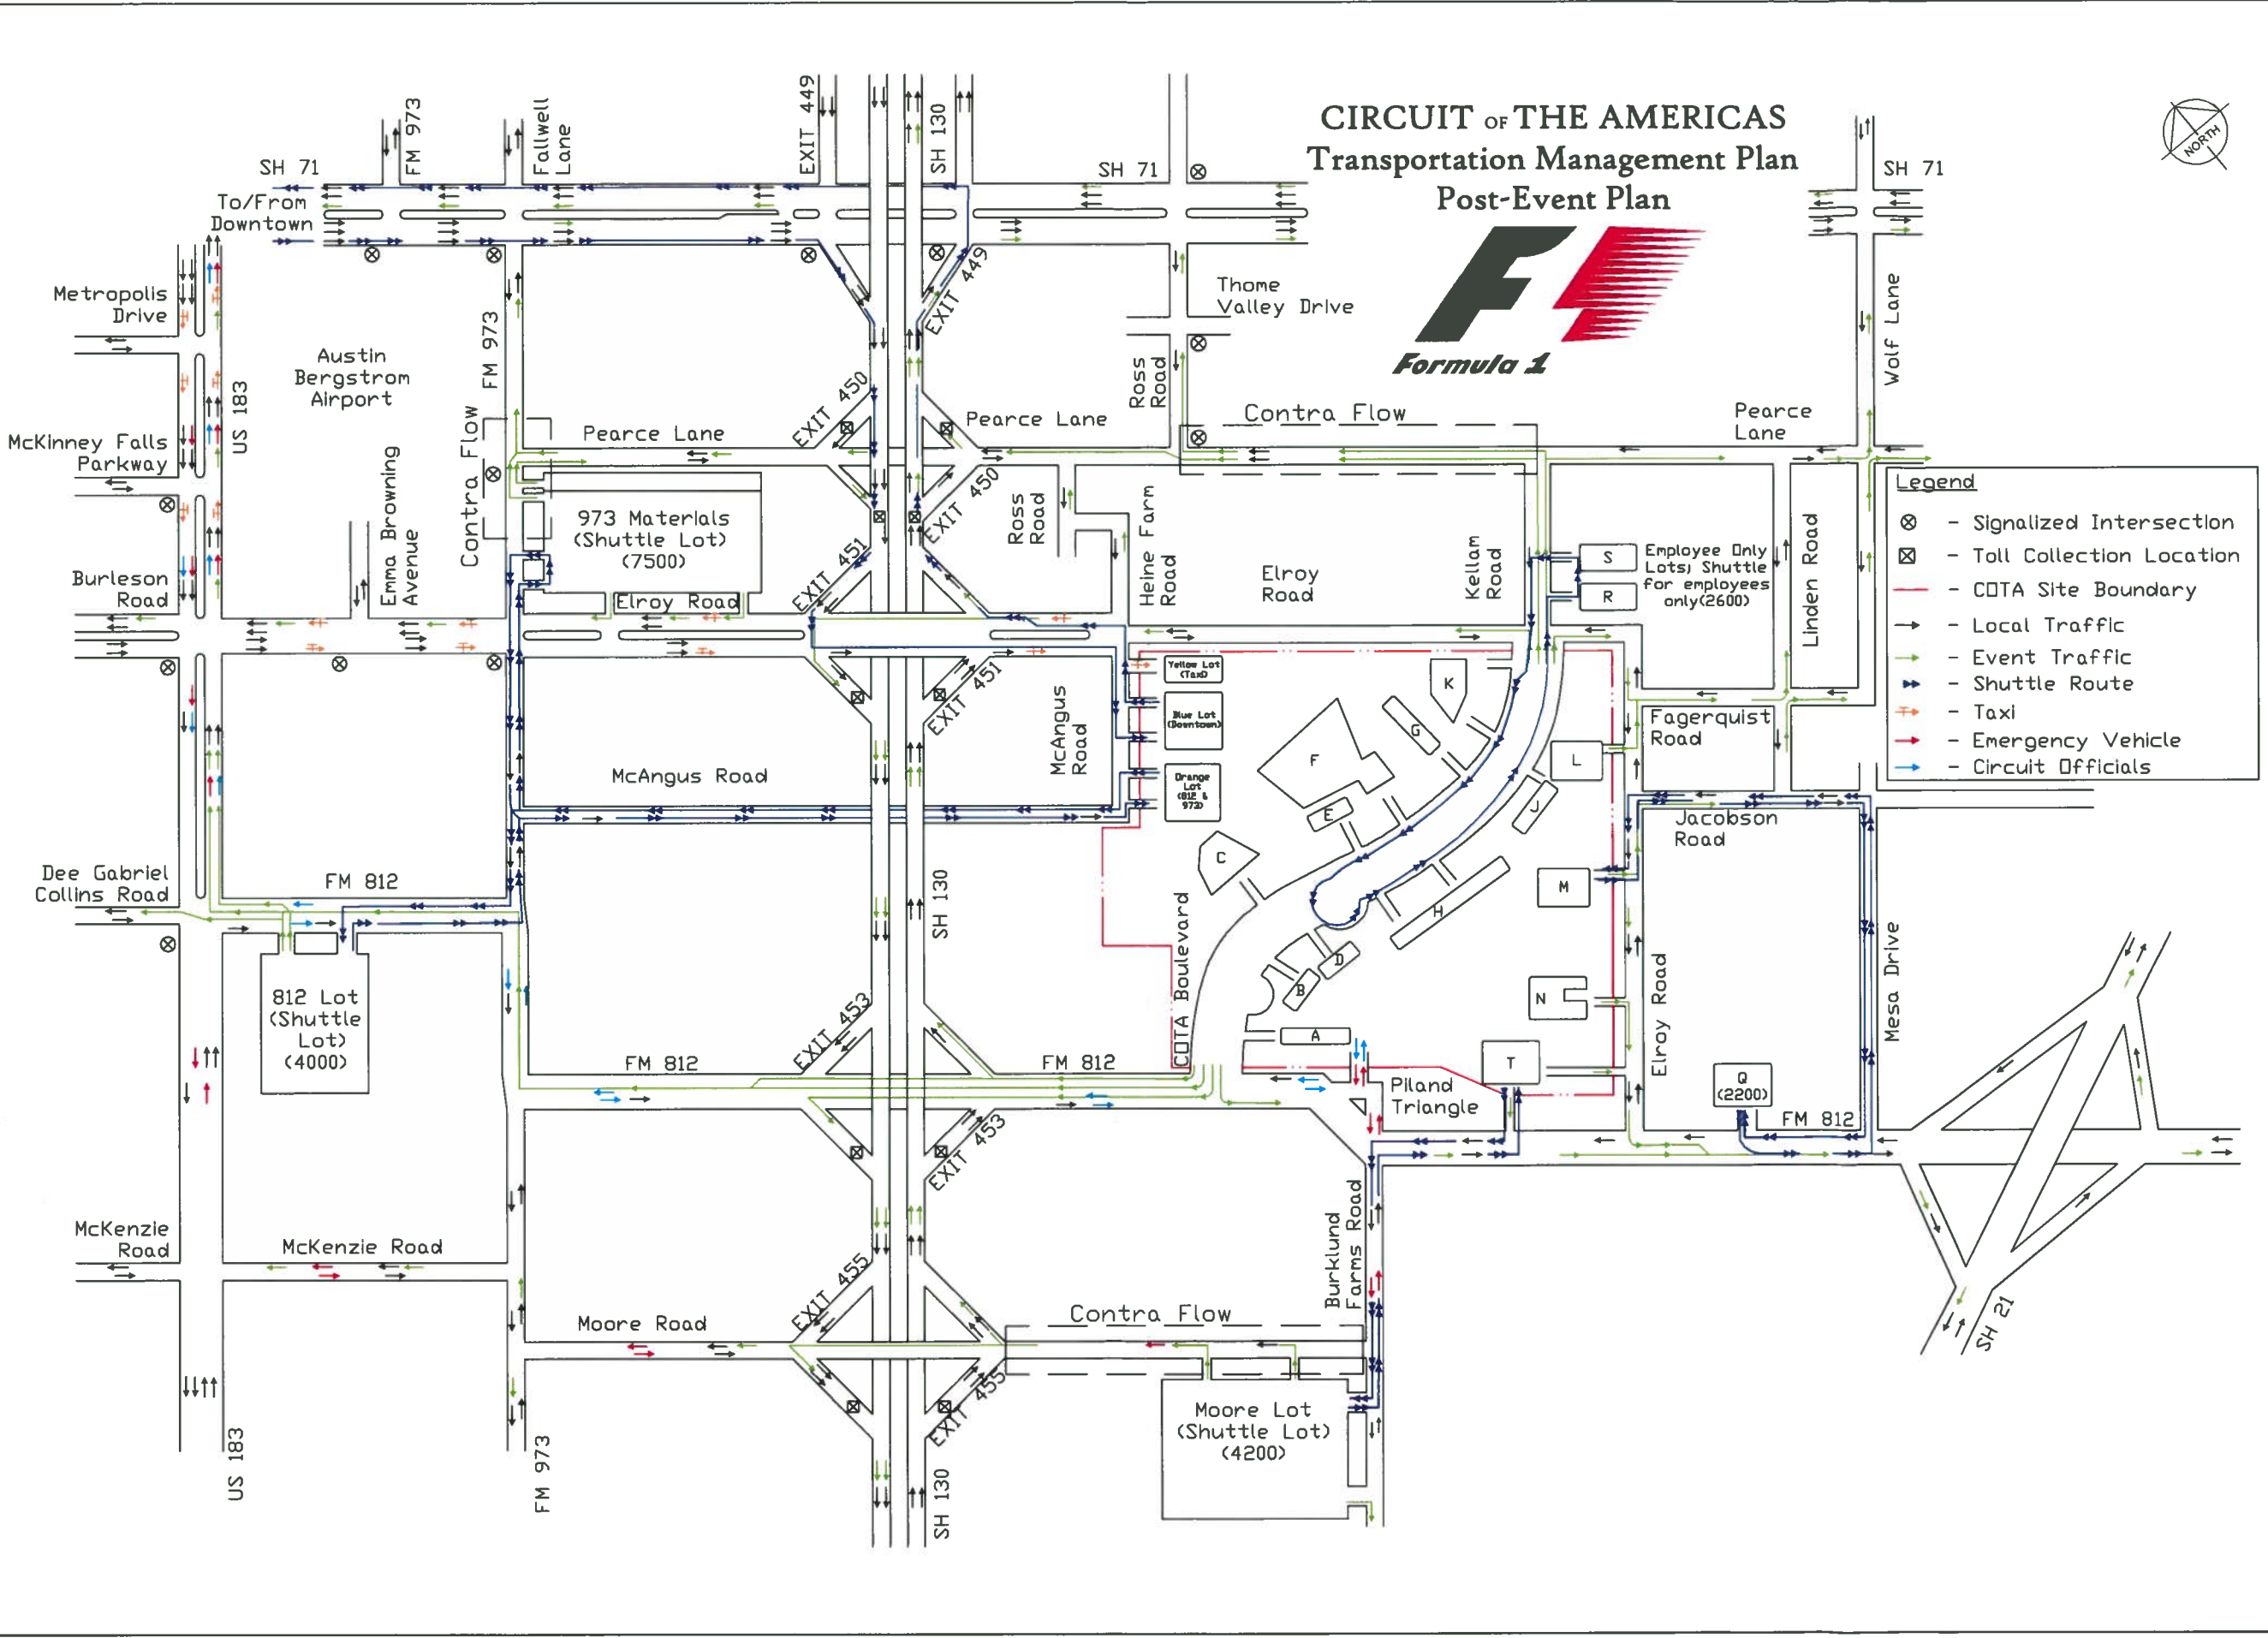 CIRCUIT OF THE AMERICAS
Transportation Management Plan
Post-Event Plan
Formula 1
NORTH
FM 973
Fallwell
Lane
EXIT 449
SH 130
SH 71
SH 71
SH 71
To/From
Downtown
Metropolis
Drive
Austin
Bergstrom
Airport
FM 973
EXIT 449
Thome
Valley Drive
Ross
Road
Wolf Lane
US 183
McKinney Falls
Parkway
Contra Flow
Pearce Lane
EXIT 450
Pearce Lane
Contra Flow
Pearce
Lane
Emma Browning
Avenue
973 Materials
(Shuttle Lot)
(7500)
EXIT 450
Ross
Road
Heine Farm
Road
Elroy
Road
Kellam
Road
S
R
Employee Only
Lots; Shuttle
for employees
only(2600)
Linden Road
Legend
- Signalized Intersection
- Toll Collection Location
- COTA Site Boundary
- Local Traffic
- Event Traffic
- Shuttle Route
- Taxi
- Emergency Vehicle
- Circuit Officials
Burleson
Road
Elroy Road
EXIT 451
EXIT 451
Yellow Lot
(Taxi)
Blue Lot
(Downtown)
Orange
Lot
(812 &
973)
McAngus
Road
McAngus Road
K
G
F
E
C
L
J
M
H
D
B
N
A
T
Fagerquist
Road
Jacobson
Road
Dee Gabriel
Collins Road
FM 812
SH 130
COTA Boulevard
Elroy Road
Mesa Drive
812 Lot
(Shuttle
Lot)
(4000)
EXIT 453
FM 812
FM 812
EXIT 453
Piland
Triangle
Q
(2200)
FM 812
McKenzie
Road
McKenzie Road
EXIT 455
Moore Road
Contra Flow
Burklund
Farms Road
SH 21
EXIT 455
Moore Lot
(Shuttle Lot)
(4200)
US 183
FM 973
SH 130